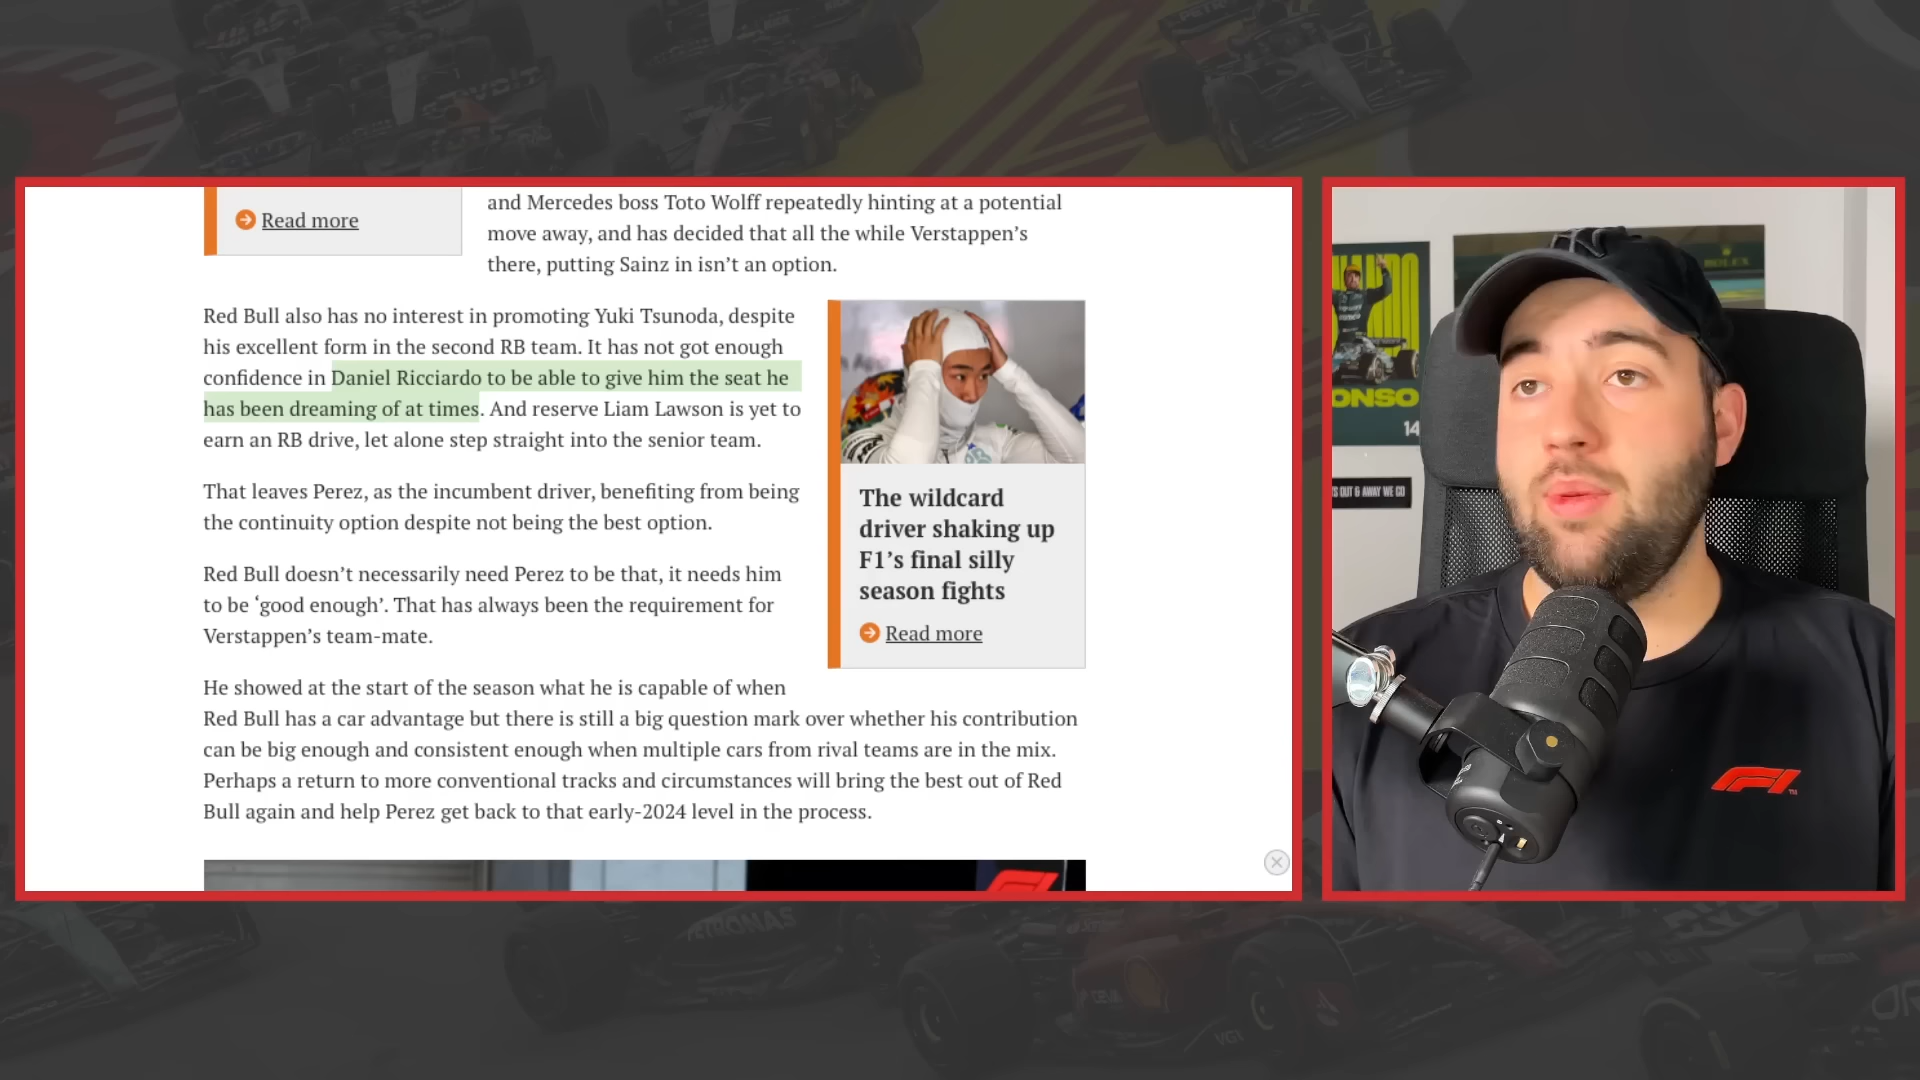 Read more
and Mercedes boss Toto Wolff repeatedly hinting at a potential
move away, and has decided that all the while Verstappen’s
there, putting Sainz in isn’t an option.
Red Bull also has no interest in promoting Yuki Tsunoda, despite
his excellent form in the second RB team. It has not got enough
confidence in Daniel Ricciardo to be able to give him the seat he
has been dreaming of at times. And reserve Liam Lawson is yet to
earn an RB drive, let alone step straight into the senior team.
That leaves Perez, as the incumbent driver, benefiting from being
the continuity option despite not being the best option.
Red Bull doesn’t necessarily need Perez to be that, it needs him
to be ‘good enough’. That has always been the requirement for
Verstappen’s team-mate.
He showed at the start of the season what he is capable of when
Red Bull has a car advantage but there is still a big question mark over whether his contribution
can be big enough and consistent enough when multiple cars from rival teams are in the mix.
Perhaps a return to more conventional tracks and circumstances will bring the best out of Red
Bull again and help Perez get back to that early-2024 level in the process.
The wildcard
driver shaking up
F1’s final silly
season fights
Read more
ONSO
14
S OUT & AWAY WE GO
ROLEX
F1
PETRONAS